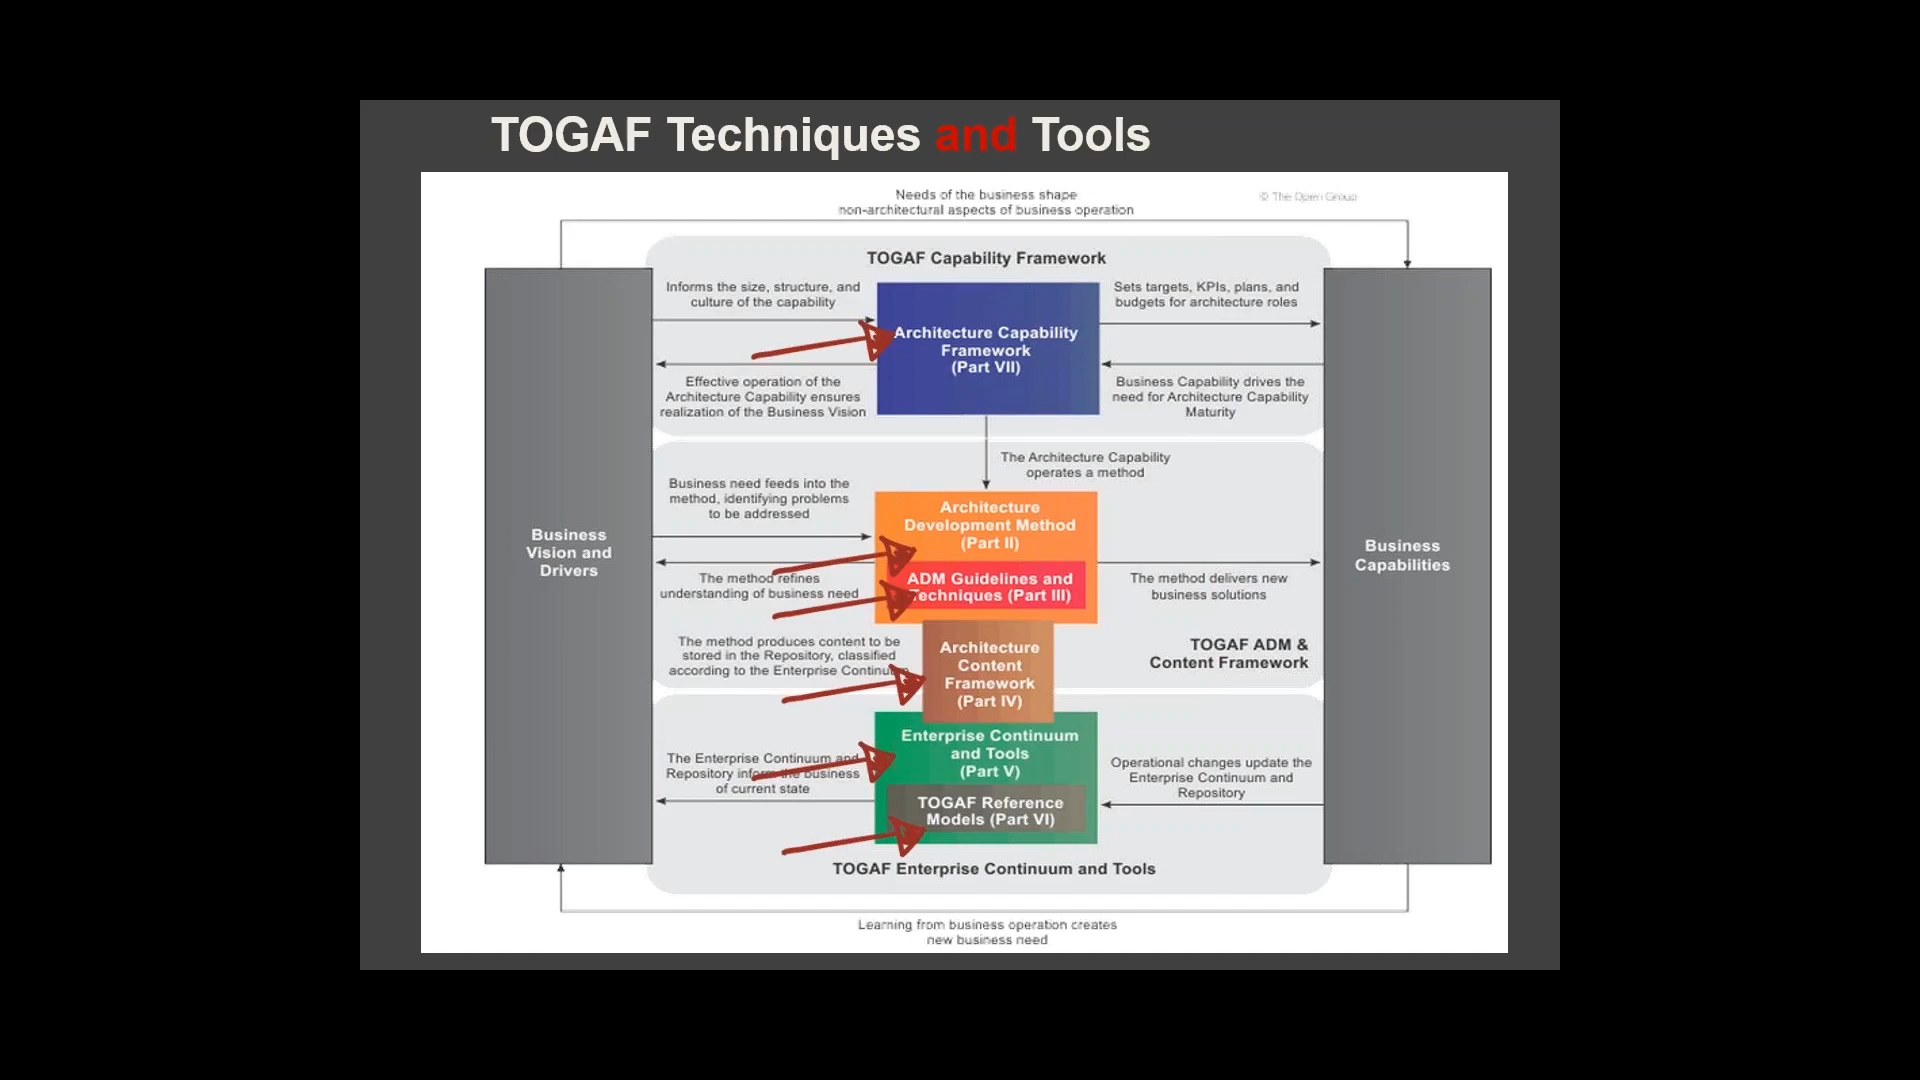 TOGAF Techniques and Tools
Needs of the business shape
non-architectural aspects of business operation
© The Open Group
TOGAF Capability Framework
Informs the size, structure, and
culture of the capability
Architecture Capability
Framework
(Part VII)
Sets targets, KPIs, plans, and
budgets for architecture roles
Effective operation of the
Architecture Capability ensures
realization of the Business Vision
Business Capability drives the
need for Architecture Capability
Maturity
The Architecture Capability
operates a method
Business need feeds into the
method, identifying problems
to be addressed
Architecture
Development Method
(Part II)
Business
Vision and
Drivers
Business
Capabilities
The method refines
understanding of business need
ADM Guidelines and
Techniques (Part III)
The method delivers new
business solutions
The method produces content to be
stored in the Repository, classified
according to the Enterprise Continuum
Architecture
Content
Framework
(Part IV)
TOGAF ADM &
Content Framework
The Enterprise Continuum and
Repository inform the business
of current state
Enterprise Continuum
and Tools
(Part V)
TOGAF Reference
Models (Part VI)
Operational changes update the
Enterprise Continuum and
Repository
TOGAF Enterprise Continuum and Tools
Learning from business operation creates
new business need